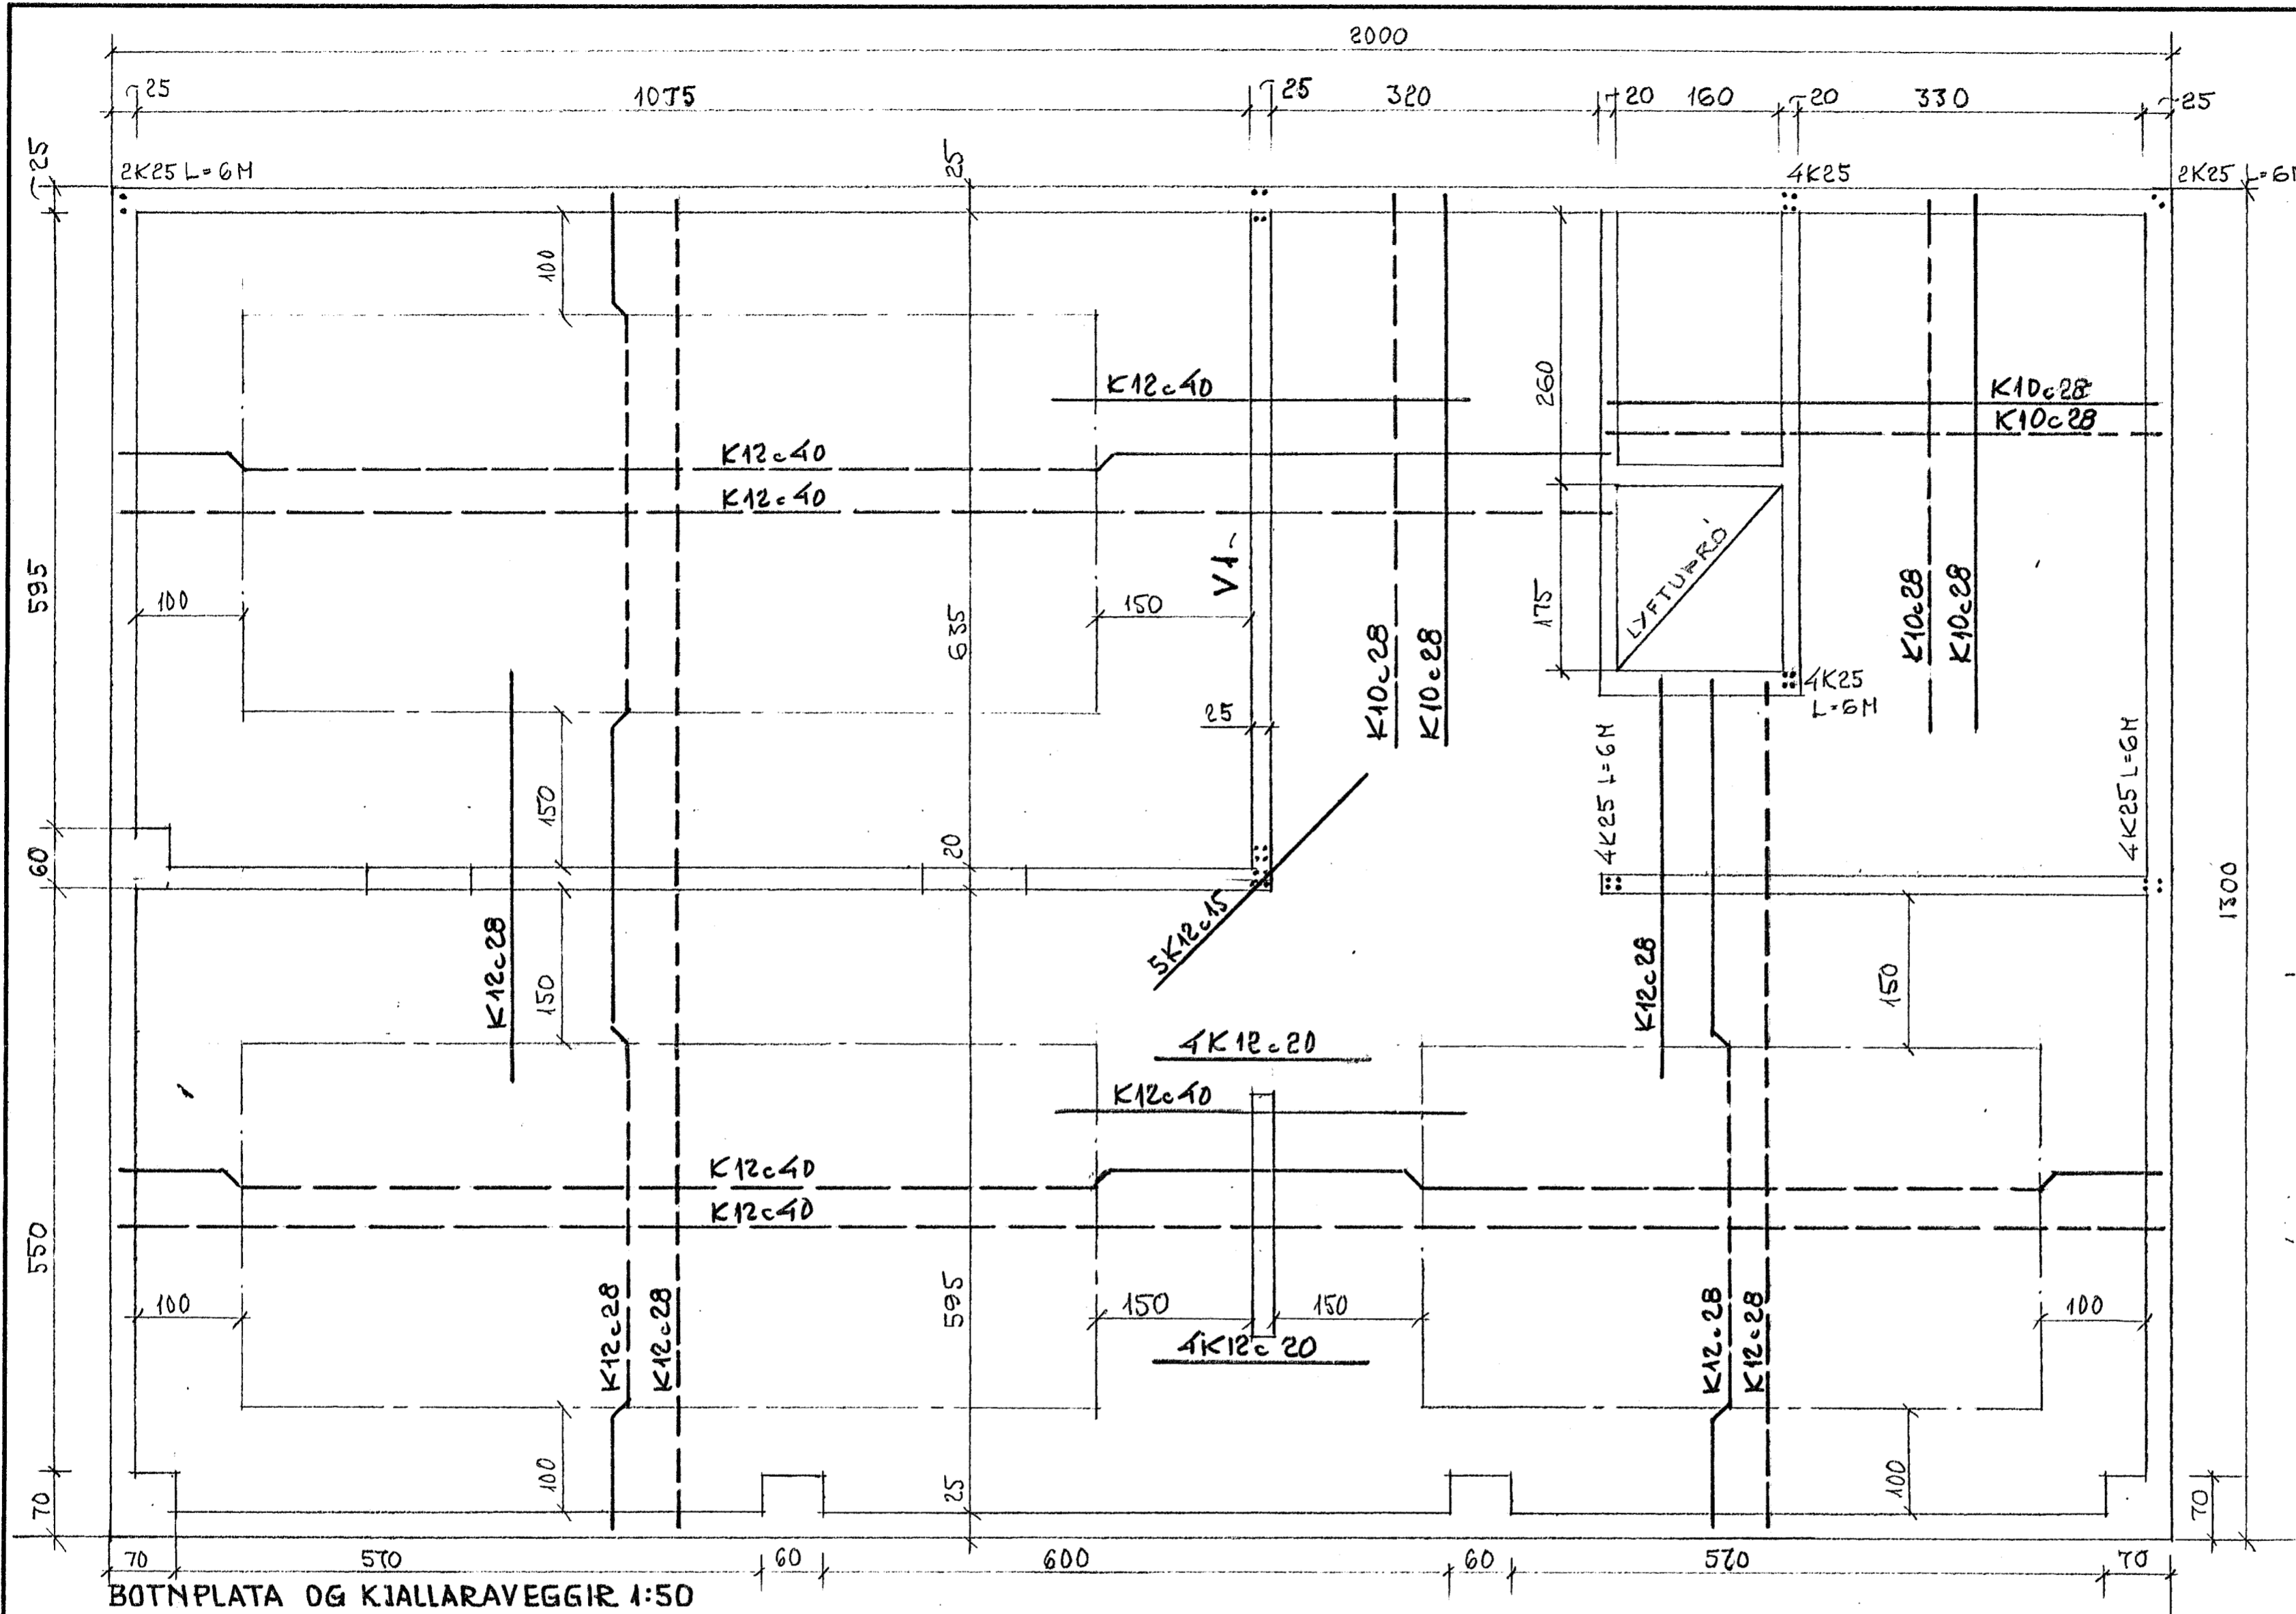 2000
25
1075
25
320
20
160
20
330
25
25
2K25 L=6M
25
4K25
2K25 L=6M
100
260
K12c40
K10c28
K10c28
K12c40
K12c40
V1
LYFTUÞRÓ
595
100
150
635
175
K10c28
K10c28
K10c28
K10c28
4K25
L=6M
25
4K25 L=6M
4K25 L=6M
150
20
60
1300
K12c28
5K12c15
150
K12c28
150
4K12c20
K12c40
K12c40
K12c40
550
100
595
150
150
100
K12c28
K12c28
4K12c20
K12c28
K12c28
100
25
100
70
70
70
570
60
600
60
570
70
BOTNPLATA OG KJALLARAVEGGIR 1:50